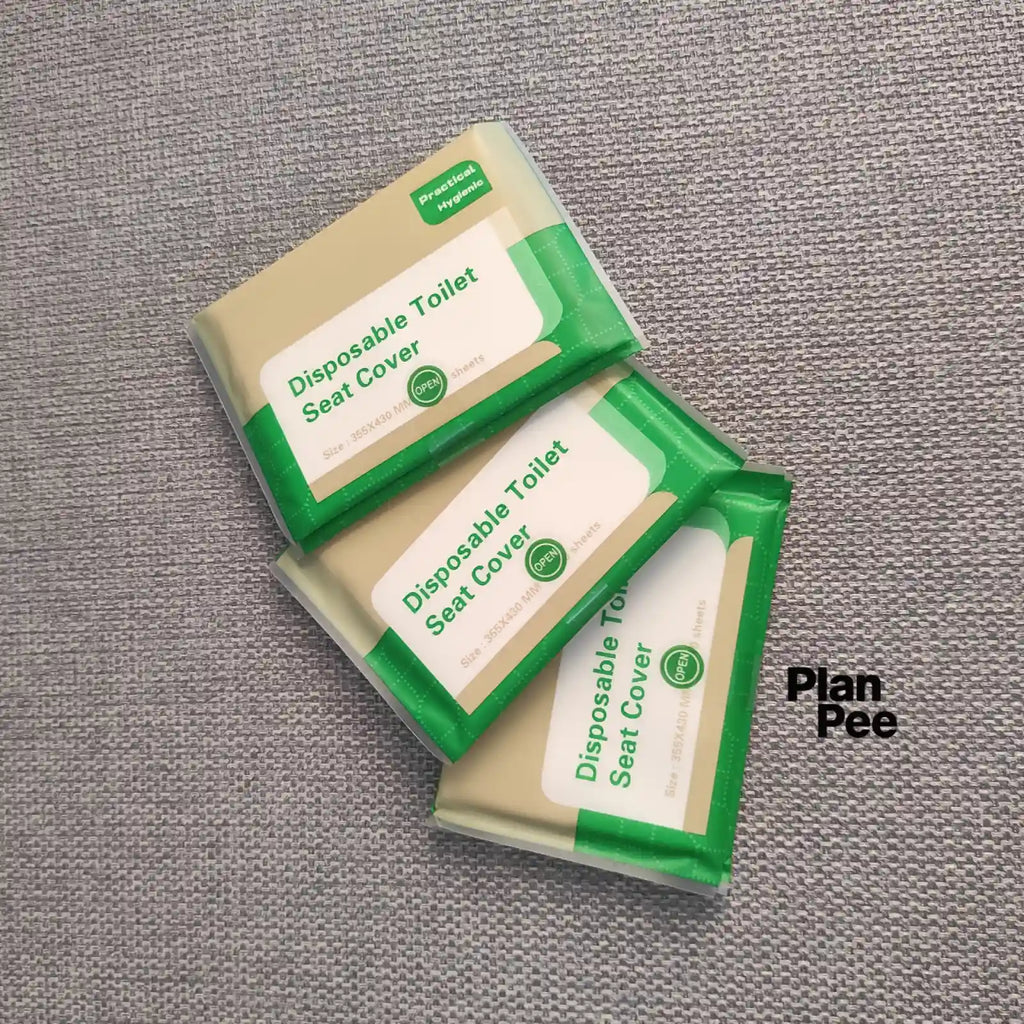 Practical
Hygienic
Disposable Toilet
Seat Cover
OPEN
sheets
Size : 355X430 MM
Disposable Toilet
Seat Cover
OPEN
sheets
Size : 355X430 MM
Disposable Toi
Seat Cover
OPEN
sheets
Size : 355X430 MM
Plan
Pee